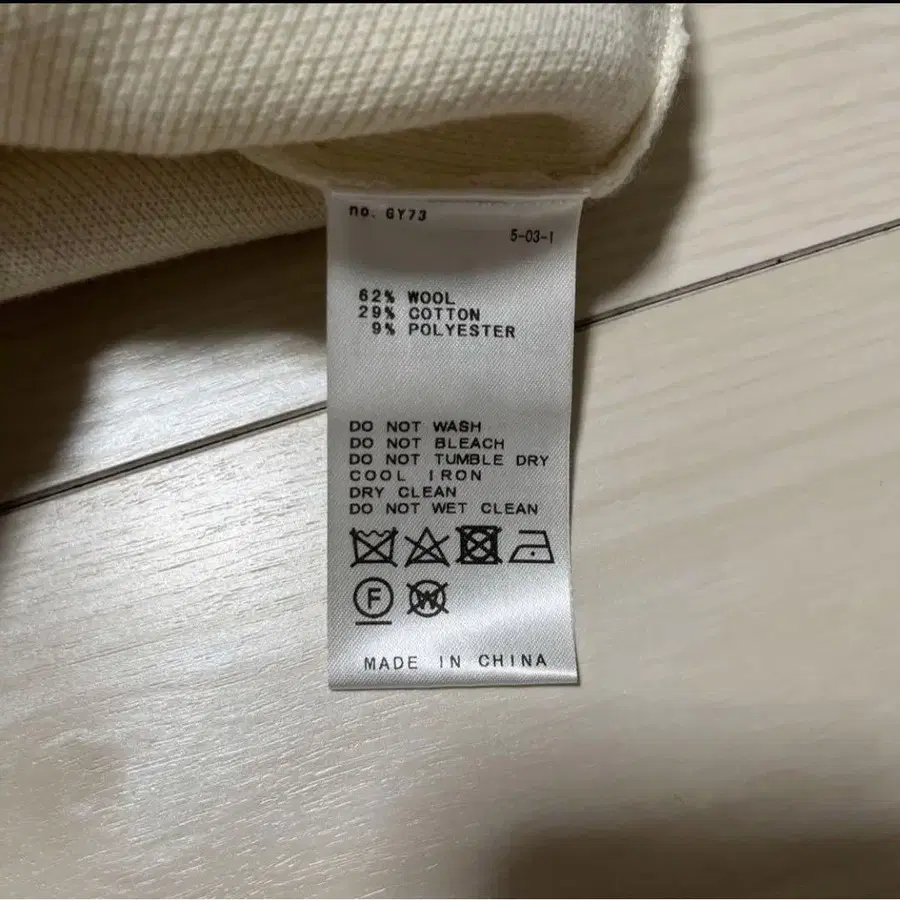 no. GY73
5-03-1
62% WOOL
29% COTTON
9% POLYESTER
DO NOT WASH
DO NOT BLEACH
DO NOT TUMBLE DRY
COOL IRON
DRY CLEAN
DO NOT WET CLEAN
F W
MADE IN CHINA